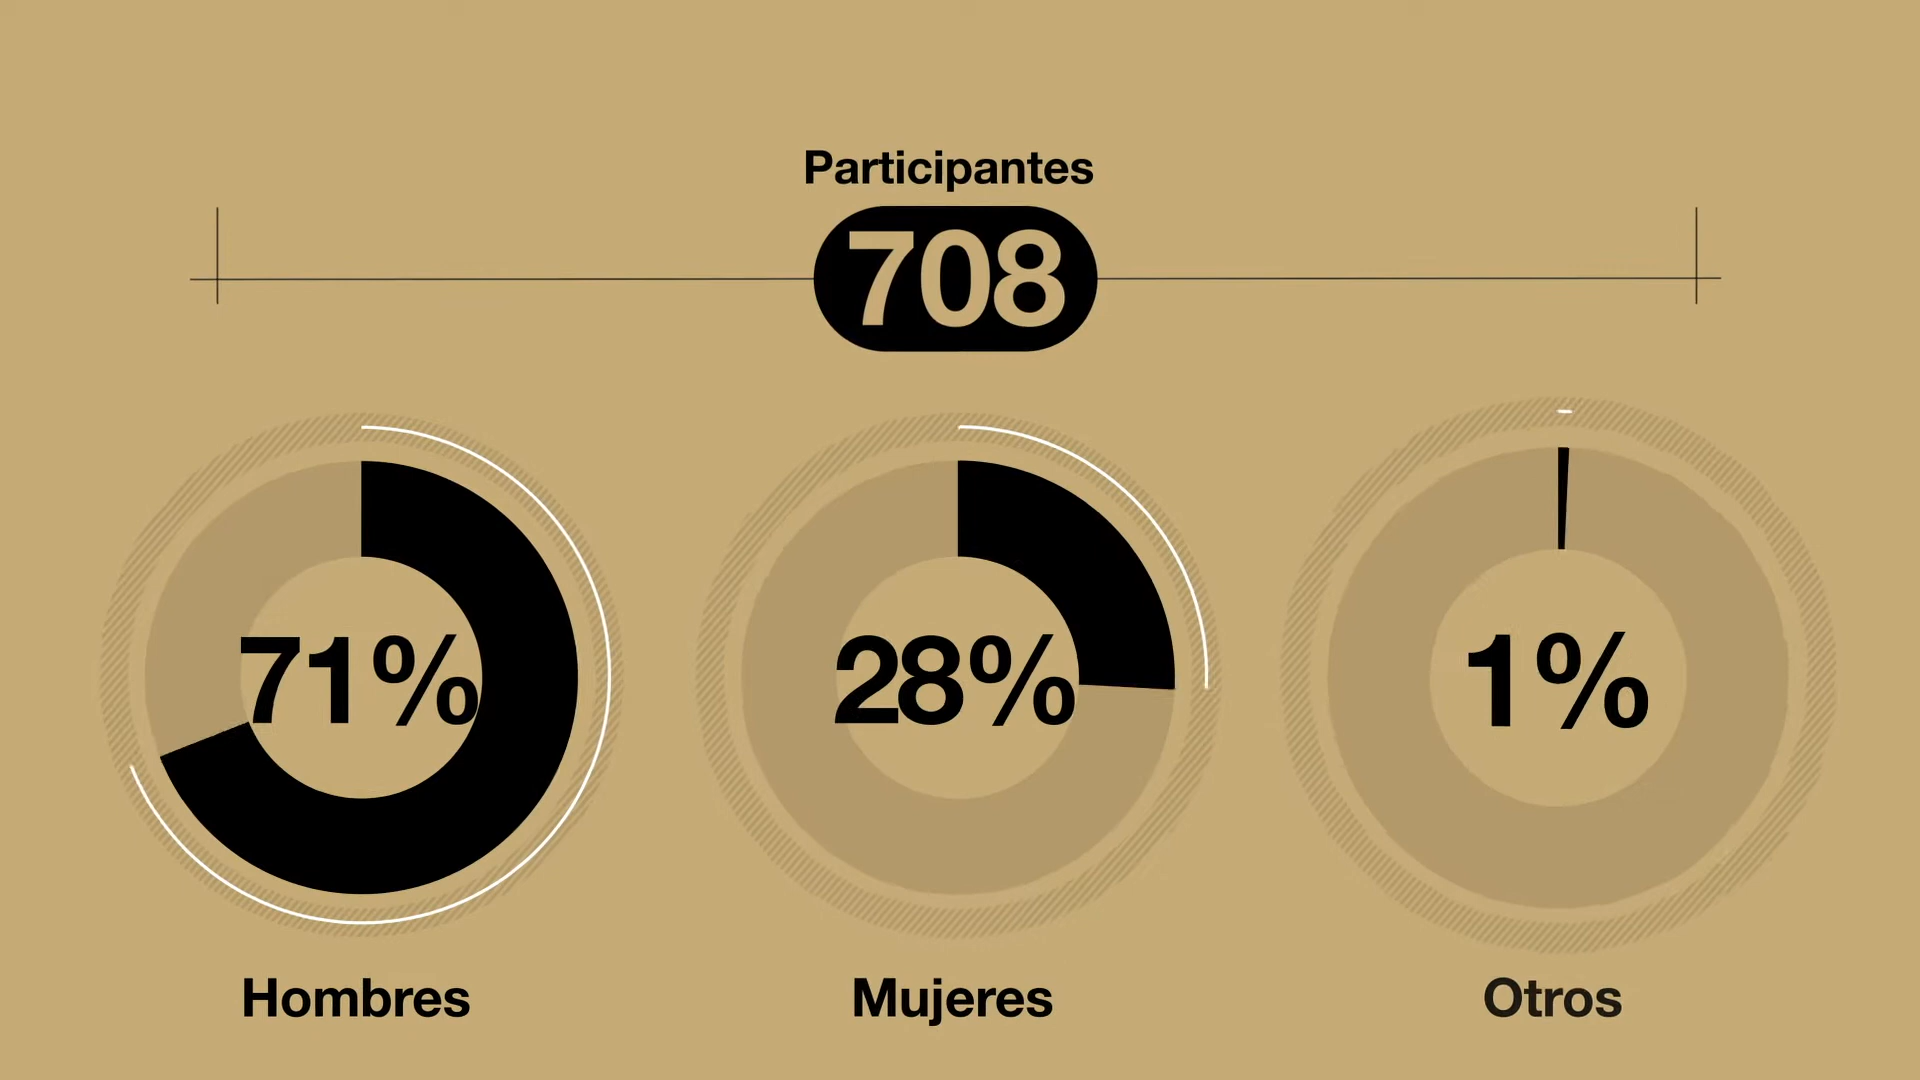 Participantes
708
71%
28%
1%
Hombres
Mujeres
Otros